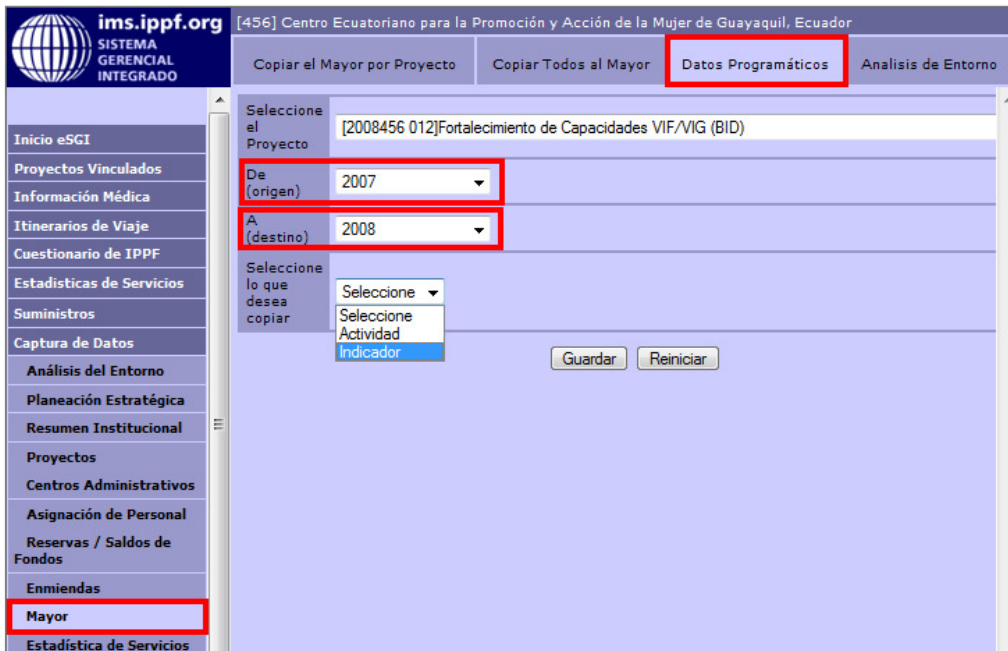 ims.ippf.org
SISTEMA
GERENCIAL
INTEGRADO
[456] Centro Ecuatoriano para la Promoción y Acción de la Mujer de Guayaquil, Ecuador
Copiar el Mayor por Proyecto
Copiar Todos al Mayor
Datos Programáticos
Analisis de Entorno
Inicio eSGI
Proyectos Vinculados
Información Médica
Itinerarios de Viaje
Cuestionario de IPPF
Estadisticas de Servicios
Suministros
Captura de Datos
Análisis del Entorno
Planeación Estratégica
Resumen Institucional
Proyectos
Centros Administrativos
Asignación de Personal
Reservas / Saldos de
Fondos
Enmiendas
Mayor
Estadística de Servicios
Seleccione
el
Proyecto
[2008456 012]Fortalecimiento de Capacidades VIF/VIG (BID)
De
(origen)
2007
A
(destino)
2008
Seleccione
lo que
desea
copiar
Seleccione
Seleccione
Actividad
Indicador
Guardar
Reiniciar